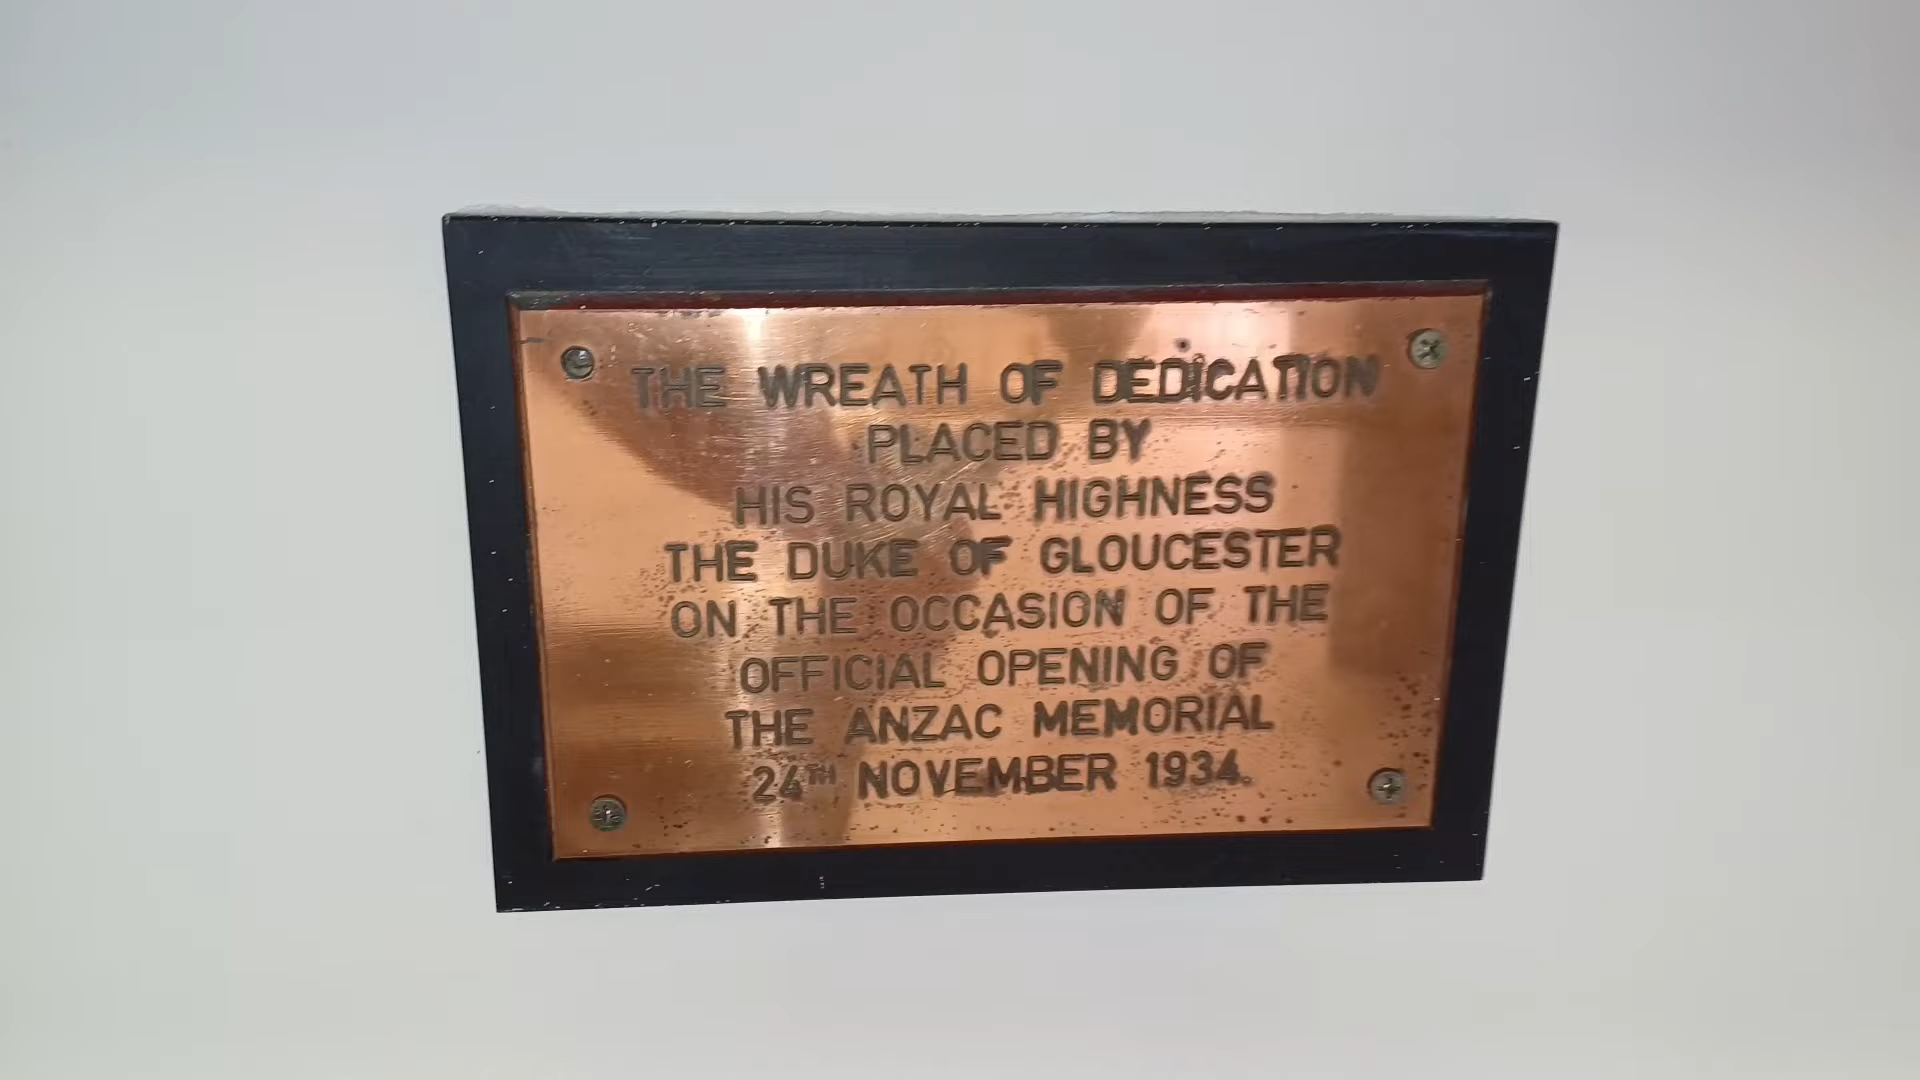 THE WREATH OF DEDICATION
PLACED BY
HIS ROYAL HIGHNESS
THE DUKE OF GLOUCESTER
ON THE OCCASION OF THE
OFFICIAL OPENING OF
THE ANZAC MEMORIAL
24TH NOVEMBER 1934.